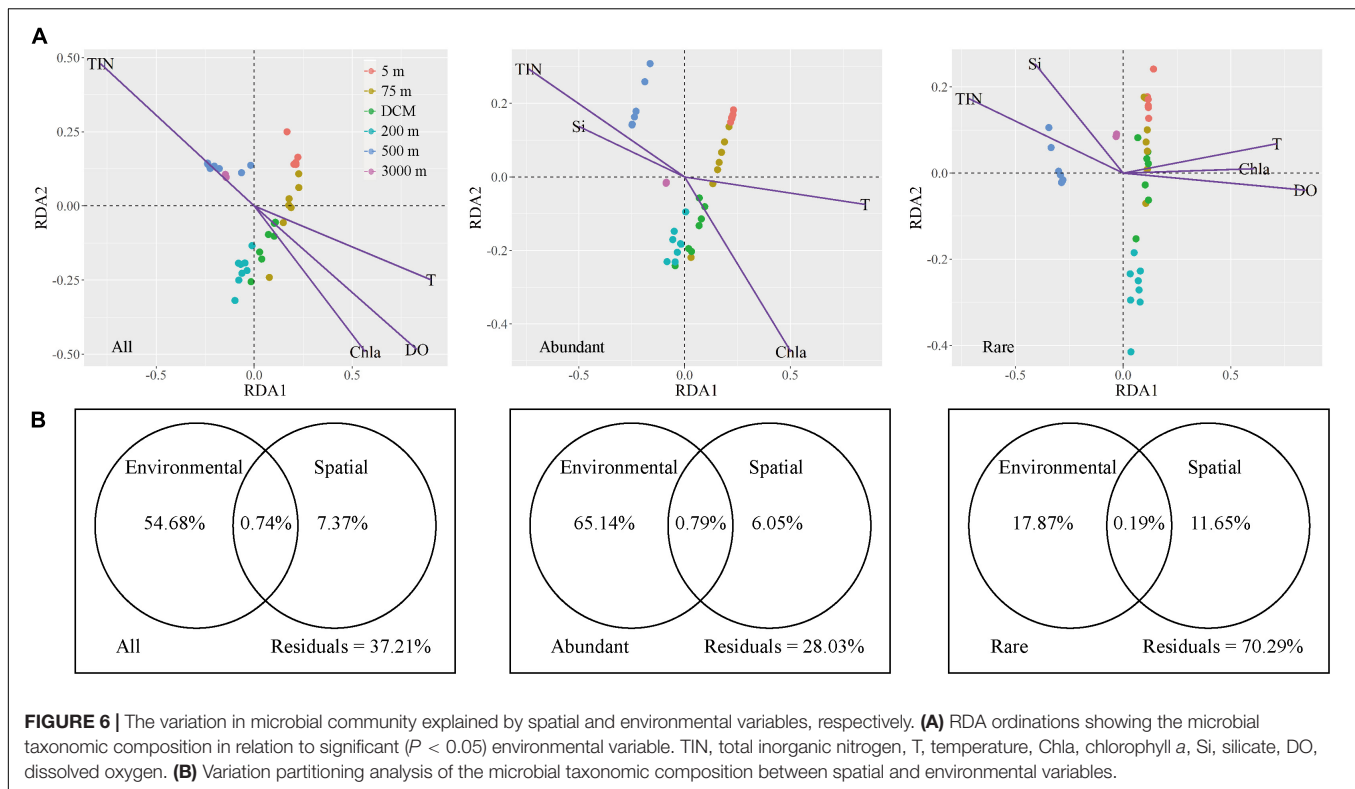 A
0.50
0.25
0.00
-0.25
-0.50
RDA2
TIN
T
DO
Chla
5 m
75 m
DCM
200 m
500 m
3000 m
All
-0.5
0.0
0.5
RDA1
0.2
0.0
-0.2
-0.4
RDA2
TIN
Si
T
Chla
Abundant
-0.5
0.0
0.5
RDA1
0.2
0.0
-0.2
-0.4
RDA2
Si
TIN
T
Chla
DO
Rare
-0.5
0.0
0.5
RDA1
B
Environmental
Spatial
54.68%
0.74%
7.37%
All
Residuals = 37.21%
Environmental
Spatial
65.14%
0.79%
6.05%
Abundant
Residuals = 28.03%
Environmental
Spatial
17.87%
0.19%
11.65%
Rare
Residuals = 70.29%
FIGURE 6 | The variation in microbial community explained by spatial and environmental variables, respectively. (A) RDA ordinations showing the microbial
taxonomic composition in relation to significant (P < 0.05) environmental variable. TIN, total inorganic nitrogen, T, temperature, Chla, chlorophyll a, Si, silicate, DO,
dissolved oxygen. (B) Variation partitioning analysis of the microbial taxonomic composition between spatial and environmental variables.